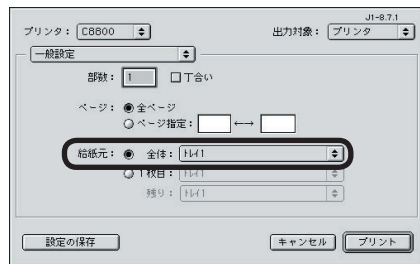 J1-8.7.1
プリンタ： C8800 出力対象： プリンタ
一般設定
部数： 1 丁合い
ページ： 全ページ
ページ指定： ←→
給紙元： 全体： トレイ1
1枚目： トレイ1
残り： トレイ1
設定の保存 キャンセル プリント